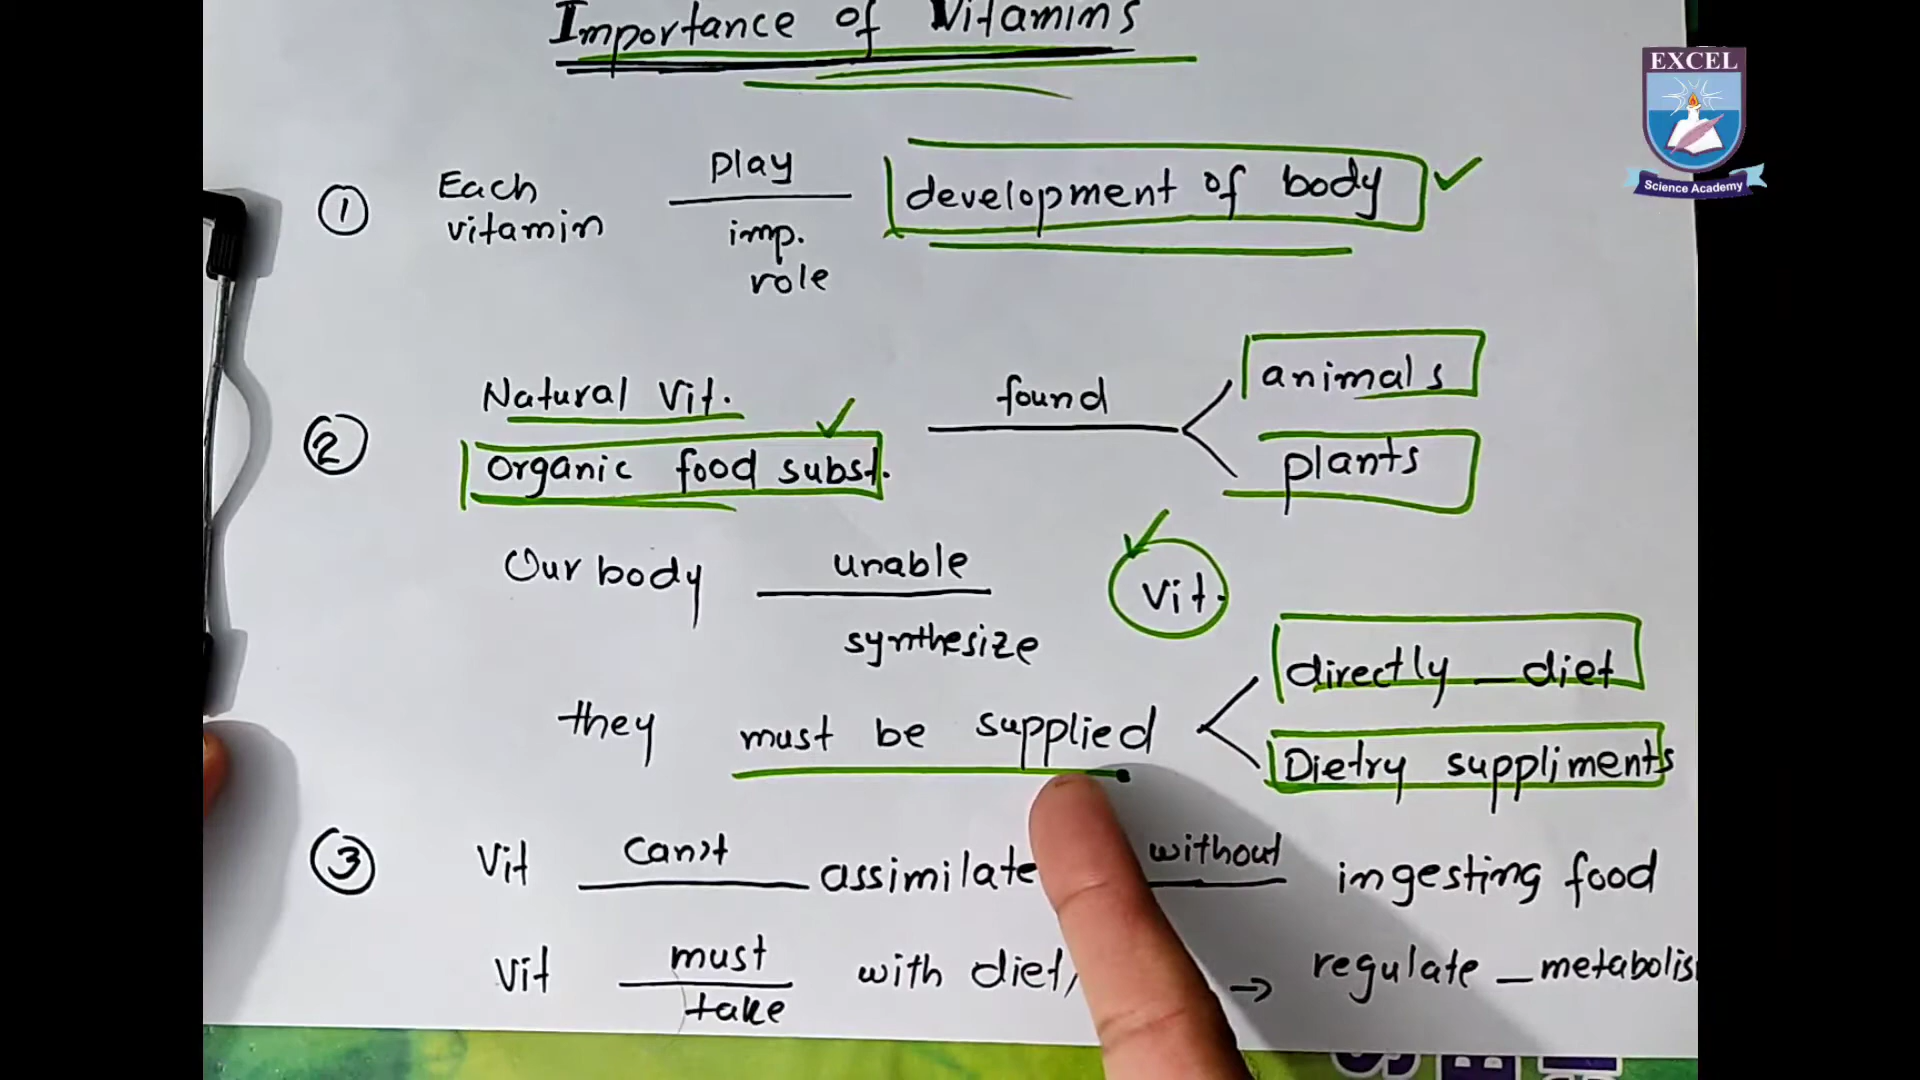 Importance of Vitamins
EXCEL
Science Academy
① Each vitamin play imp. role development of body
② Natural Vit. found animals
Organic food subst. plants
Our body unable synthesize Vit.
they must be supplied directly _ diet
Dietry suppliments
③ Vit can't assimilate without ingesting food
Vit must take with diet, → regulate _ metabolis